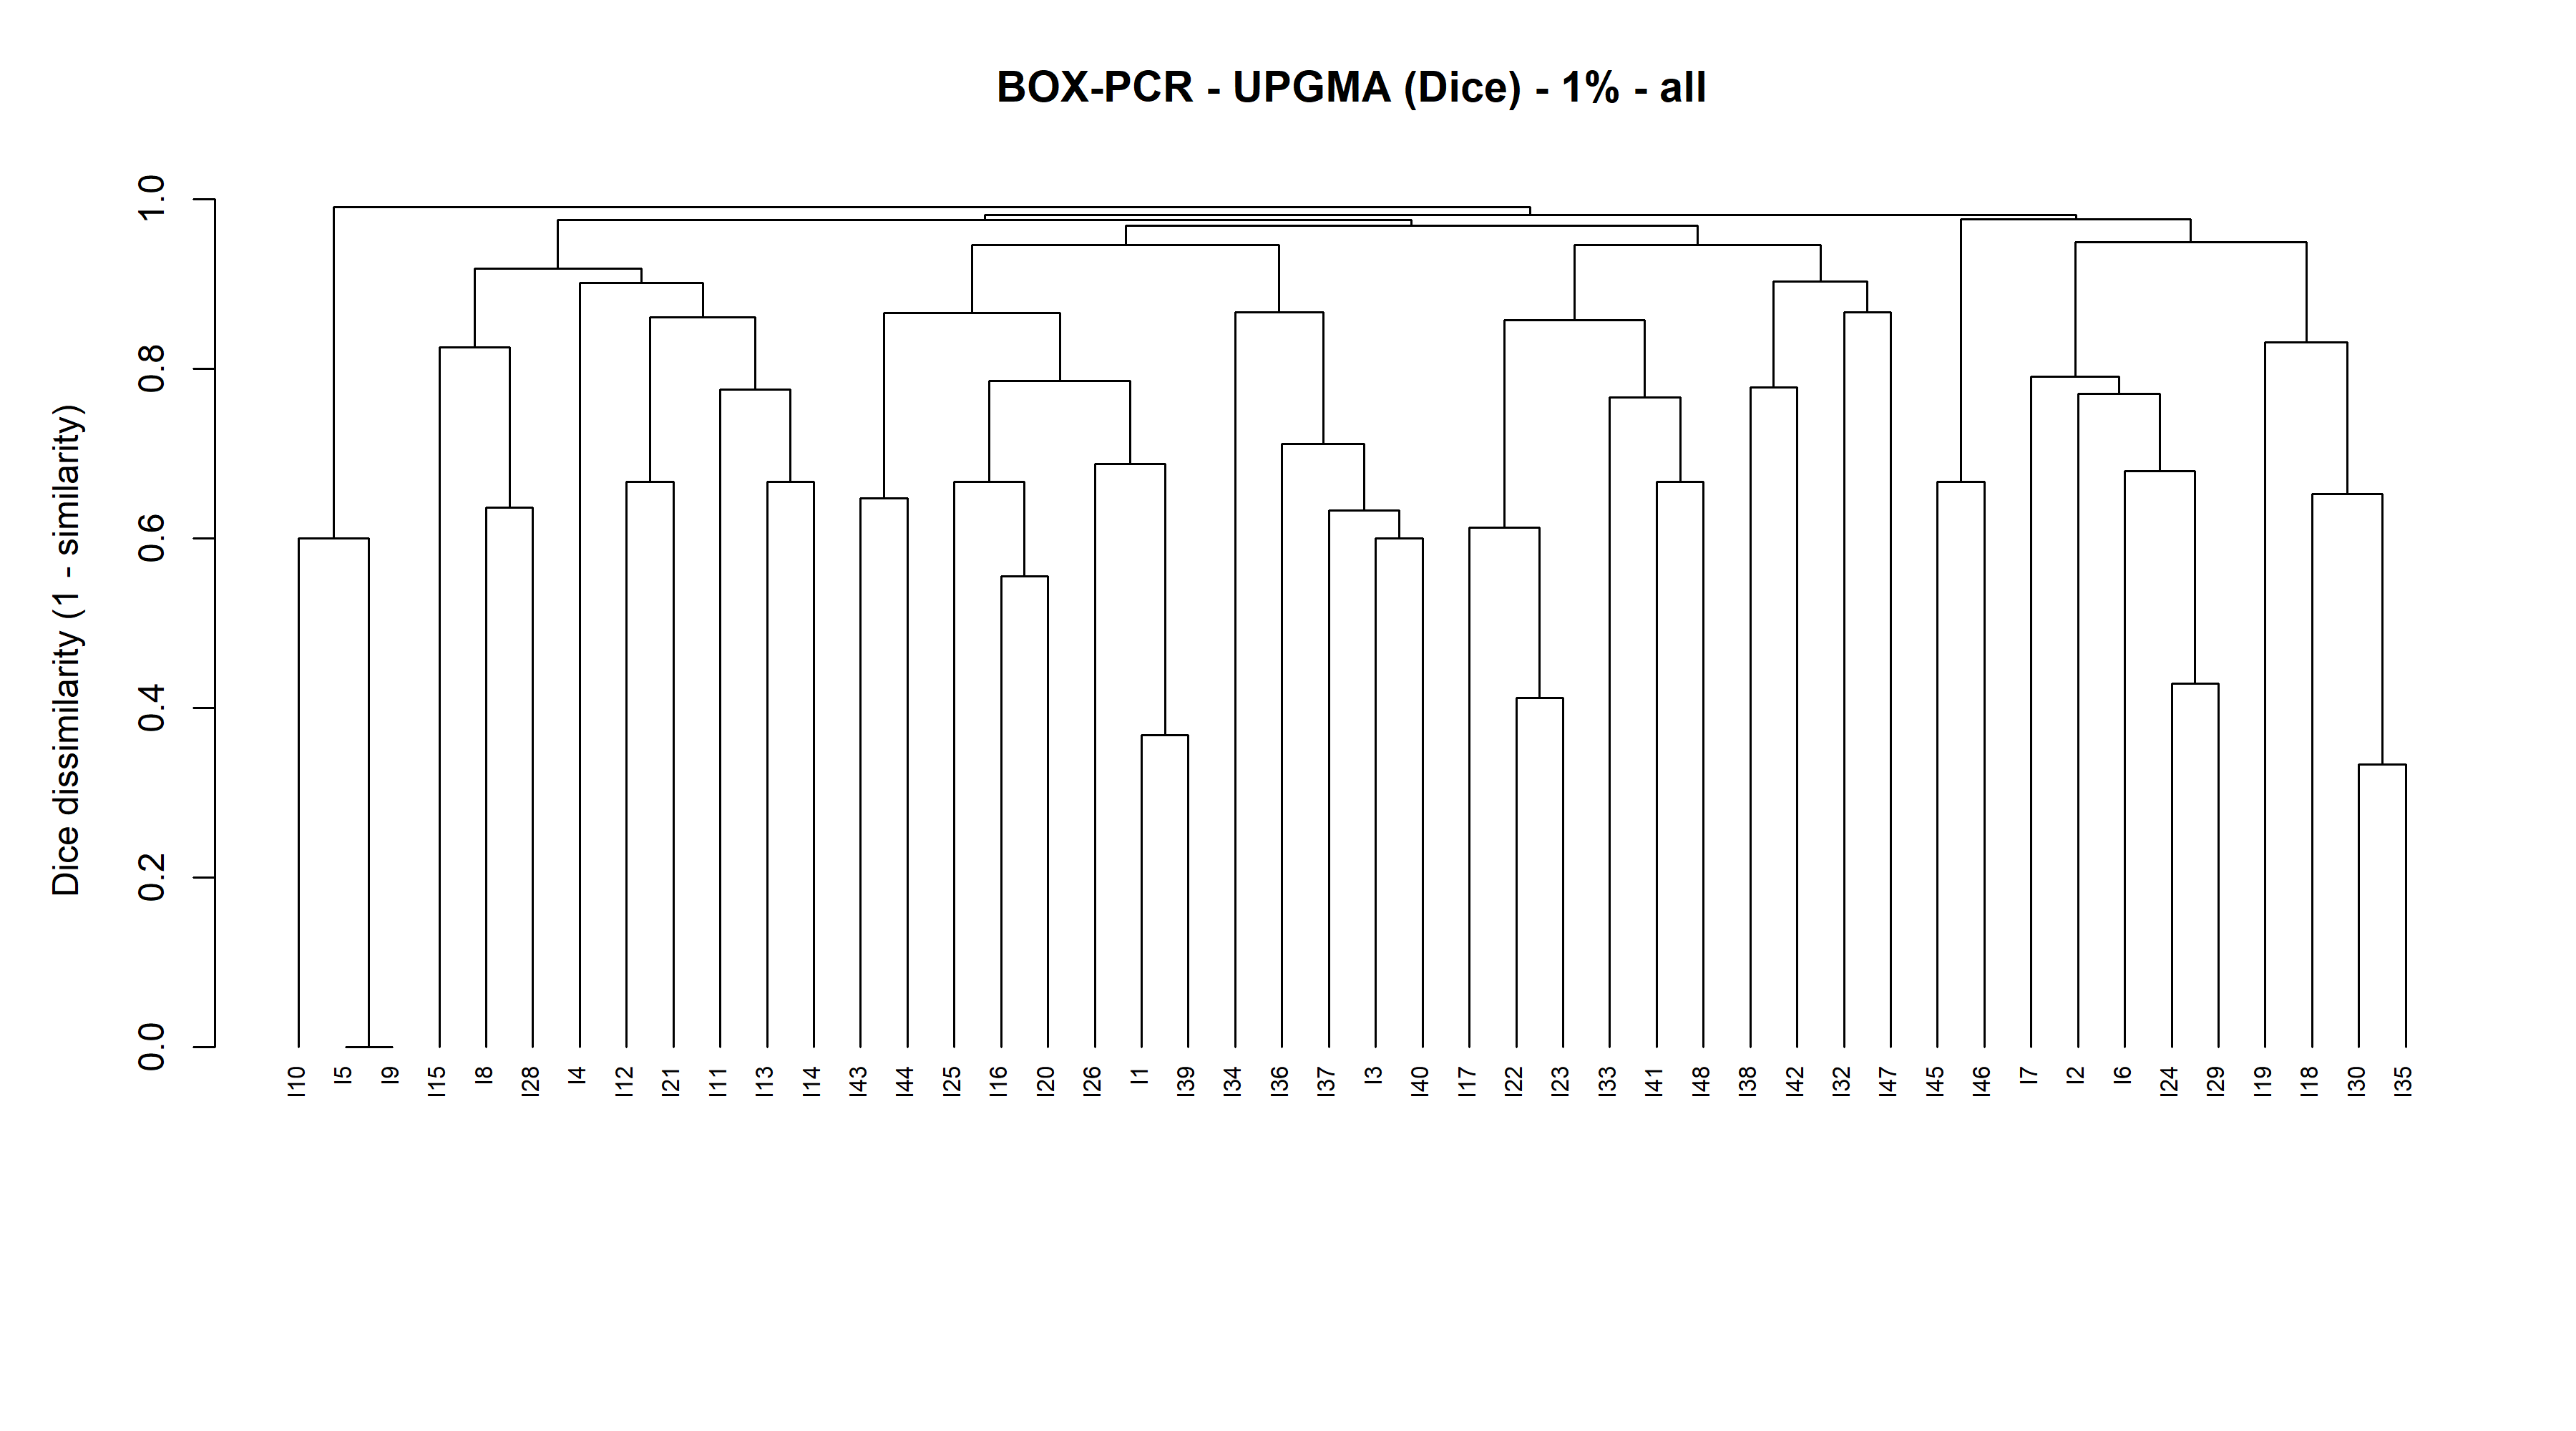 BOX-PCR - UPGMA (Dice) - 1% - all
Dice dissimilarity (1 - similarity)
1.0
0.8
0.6
0.4
0.2
0.0
I10 I5 I9 I15 I8 I28 I4 I12 I21 I11 I13 I14 I43 I44 I25 I16 I20 I26 I1 I39 I34 I36 I37 I3 I40 I17 I22 I23 I33 I41 I48 I38 I42 I32 I47 I45 I46 I7 I2 I6 I24 I29 I19 I18 I30 I35